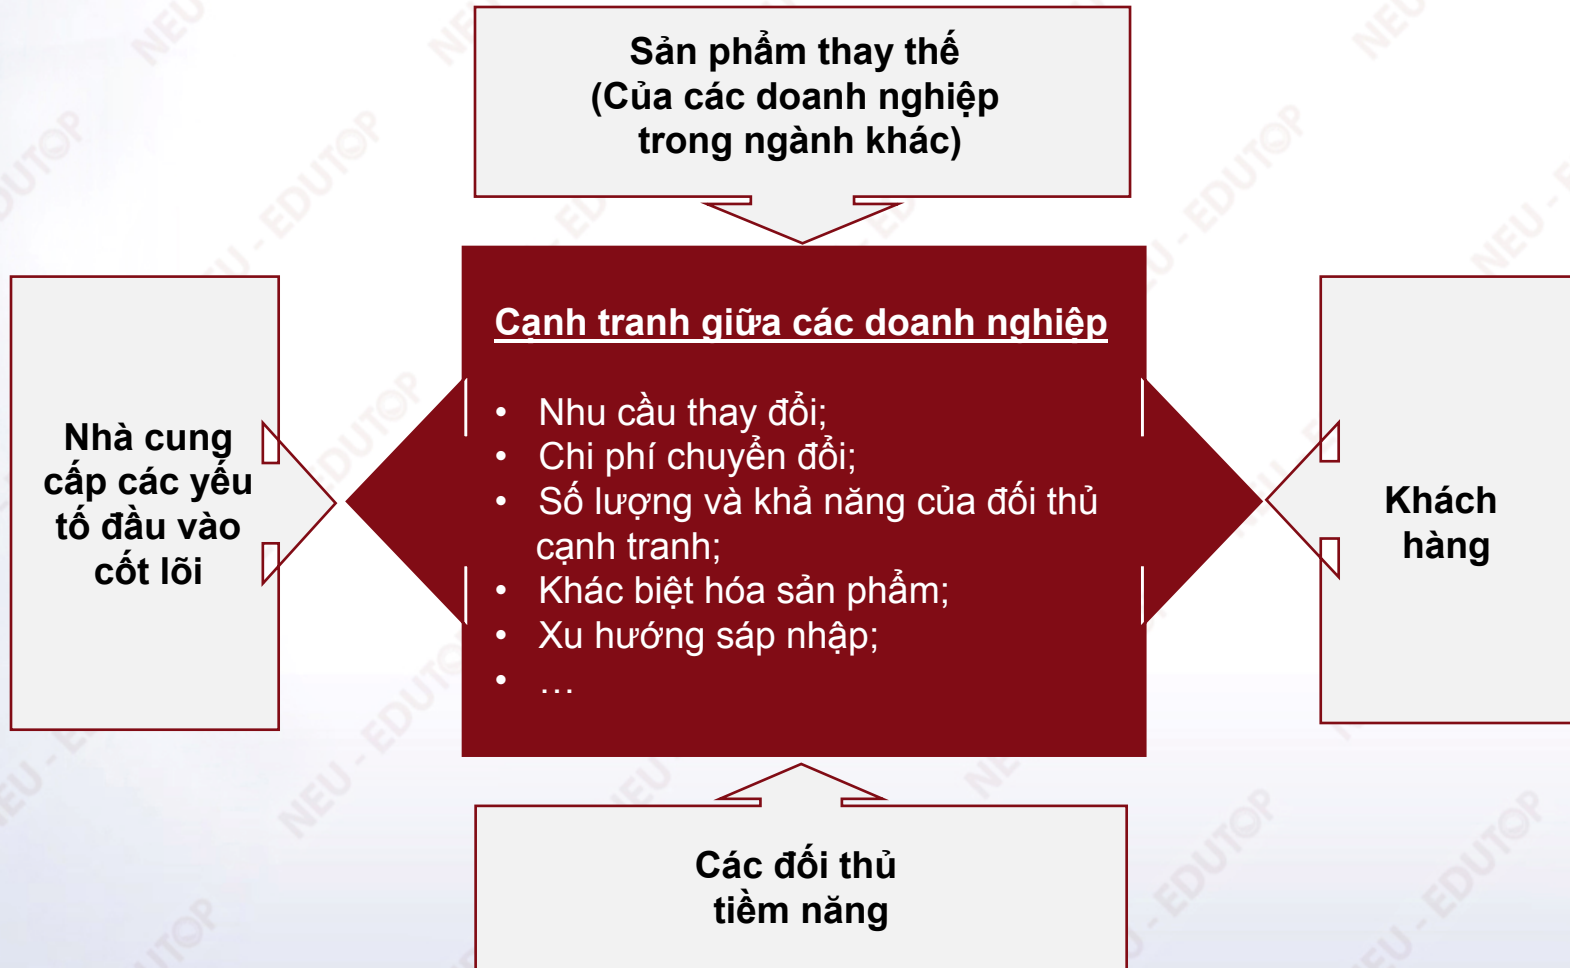 Sản phẩm thay thế
(Của các doanh nghiệp
trong ngành khác)
Cạnh tranh giữa các doanh nghiệp
• Nhu cầu thay đổi;
• Chi phí chuyển đổi;
• Số lượng và khả năng của đối thủ
cạnh tranh;
• Khác biệt hóa sản phẩm;
• Xu hướng sáp nhập;
• …
Nhà cung
cấp các yếu
tố đầu vào
cốt lõi
Khách
hàng
Các đối thủ
tiềm năng
NEU - EDUTOP